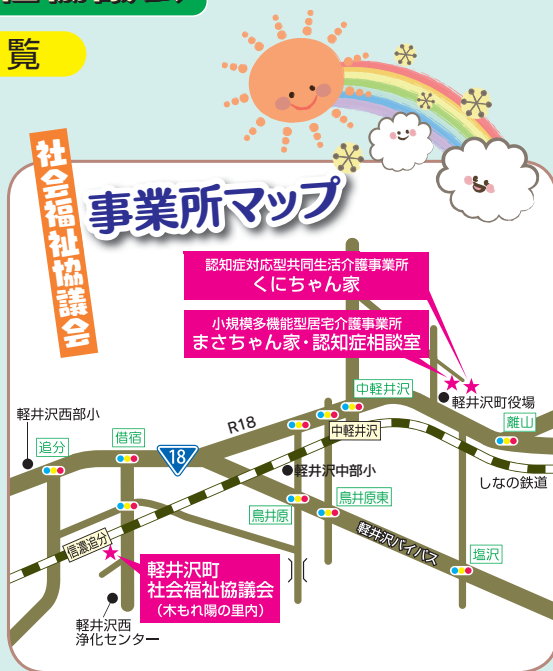 覧
社会福祉協議会
事業所マップ
認知症対応型共同生活介護事業所
くにちゃん家
小規模多機能型居宅介護事業所
まさちゃん家・認知症相談室
中軽井沢
軽井沢町役場
離山
軽井沢西部小
追分
借宿
R18
18
中軽井沢
しなの鉄道
軽井沢中部小
鳥井原
鳥井原東
軽井沢バイパス
塩沢
信濃追分
軽井沢町
社会福祉協議会
（木もれ陽の里内）
軽井沢西
浄化センター